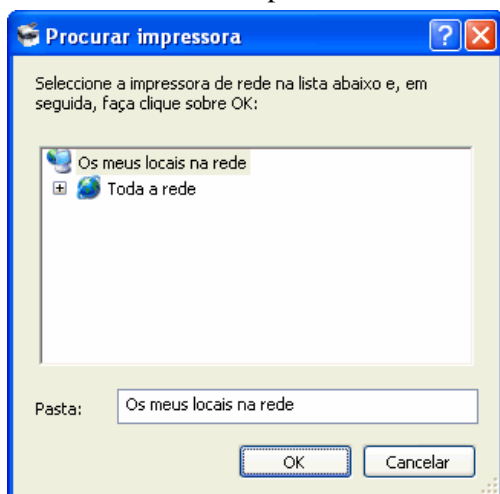 Procurar impressora
Seleccione a impressora de rede na lista abaixo e, em
seguida, faça clique sobre OK:
Os meus locais na rede
Toda a rede
Pasta:
Os meus locais na rede
OK
Cancelar